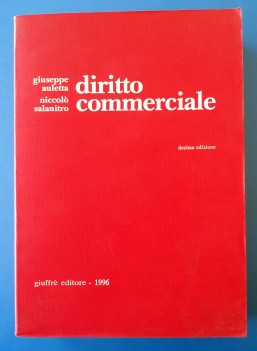 giuseppe
auletta
niccolò
salanitro
diritto
commerciale
decima edizione
giuffrè editore - 1996